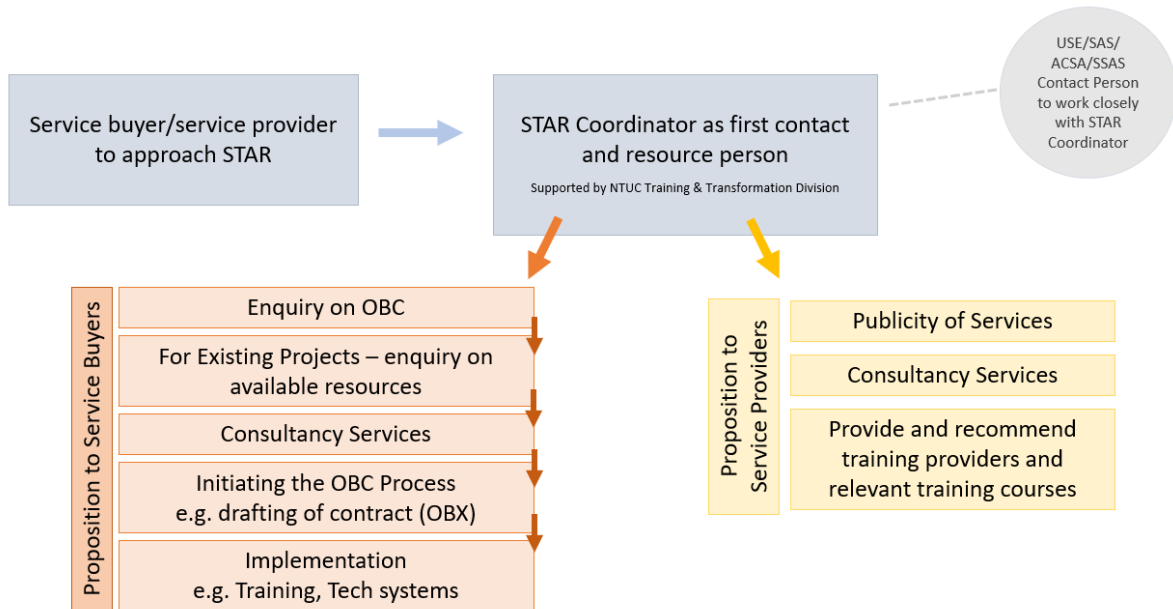 Service buyer/service provider
to approach STAR
STAR Coordinator as first contact
and resource person
Supported by NTUC Training & Transformation Division
USE/SAS/
ACSA/SSAS
Contact Person
to work closely
with STAR
Coordinator
Proposition to Service Buyers
Enquiry on OBC
For Existing Projects – enquiry on
available resources
Consultancy Services
Initiating the OBC Process
e.g. drafting of contract (OBX)
Implementation
e.g. Training, Tech systems
Proposition to
Service Providers
Publicity of Services
Consultancy Services
Provide and recommend
training providers and
relevant training courses